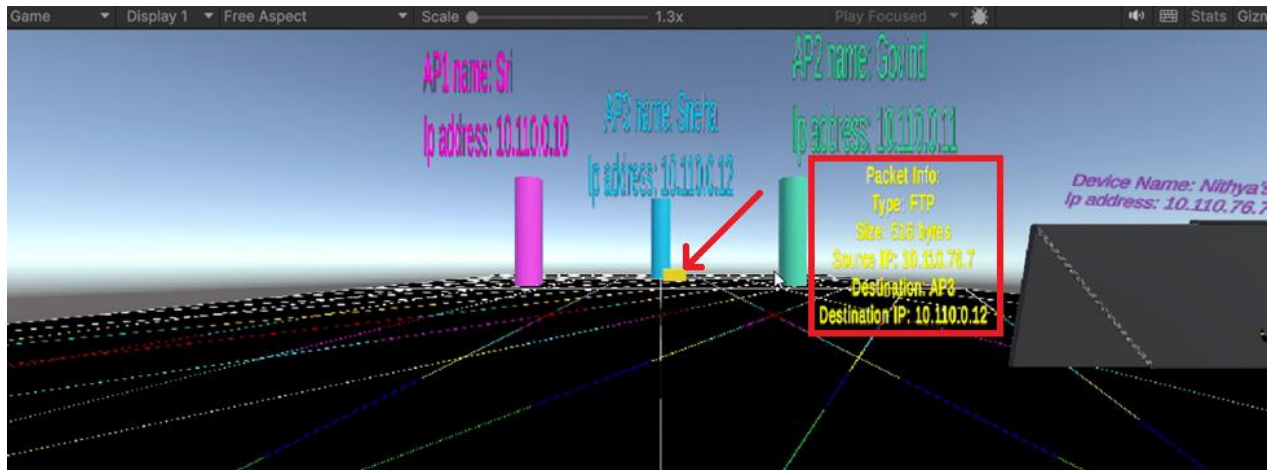 Game Display 1 Free Aspect Scale 1.3x Play Focused Stats Gizm
AP1 name: Sri
Ip address: 10.110.0.10
AP3 name: Sneha
Ip address: 10.110.0.12
AP2 name: Govind
Ip address: 10.110.0.11
Packet Info:
Type: FTP
Size: 516 bytes
Source IP: 10.110.76.7
Destination: AP3
Destination IP: 10.110.0.12
Device Name: Nithya's
Ip address: 10.110.76.7